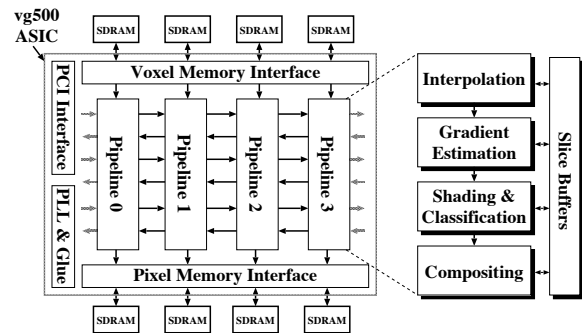 vg500
ASIC
SDRAM
SDRAM
SDRAM
SDRAM
Voxel Memory Interface
PCI Interface
PLL & Glue
Pipeline 0
Pipeline 1
Pipeline 2
Pipeline 3
Pixel Memory Interface
SDRAM
SDRAM
SDRAM
SDRAM
Interpolation
Gradient
Estimation
Shading &
Classification
Compositing
Slice Buffers